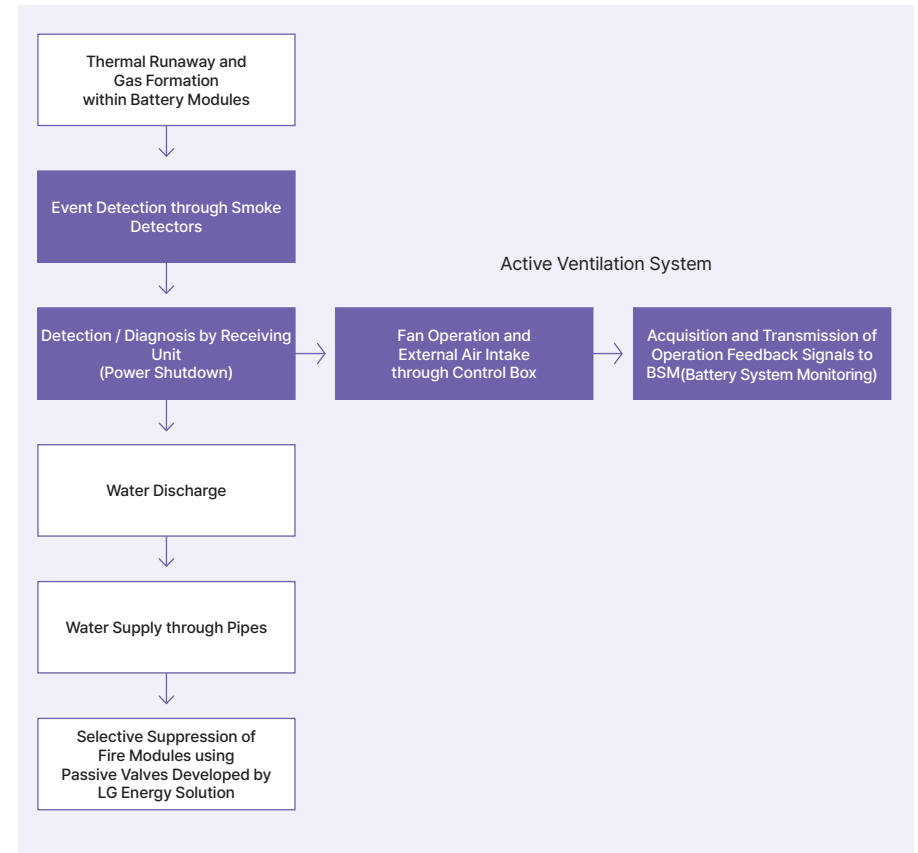 Thermal Runaway and
Gas Formation
within Battery Modules
Event Detection through Smoke
Detectors
Active Ventilation System
Detection / Diagnosis by Receiving
Unit
(Power Shutdown)
Fan Operation and
External Air Intake
through Control Box
Acquisition and Transmission of
Operation Feedback Signals to
BSM(Battery System Monitoring)
Water Discharge
Water Supply through Pipes
Selective Suppression of
Fire Modules using
Passive Valves Developed by
LG Energy Solution